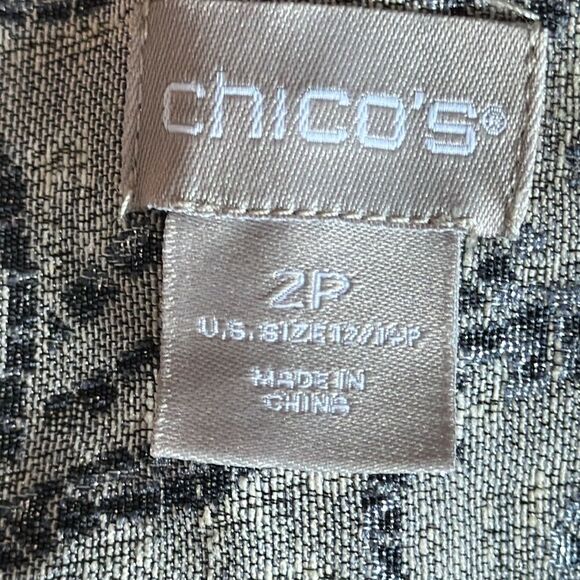 chico's®
2P
U.S. SIZE 12/14P
MADE IN
CHINA